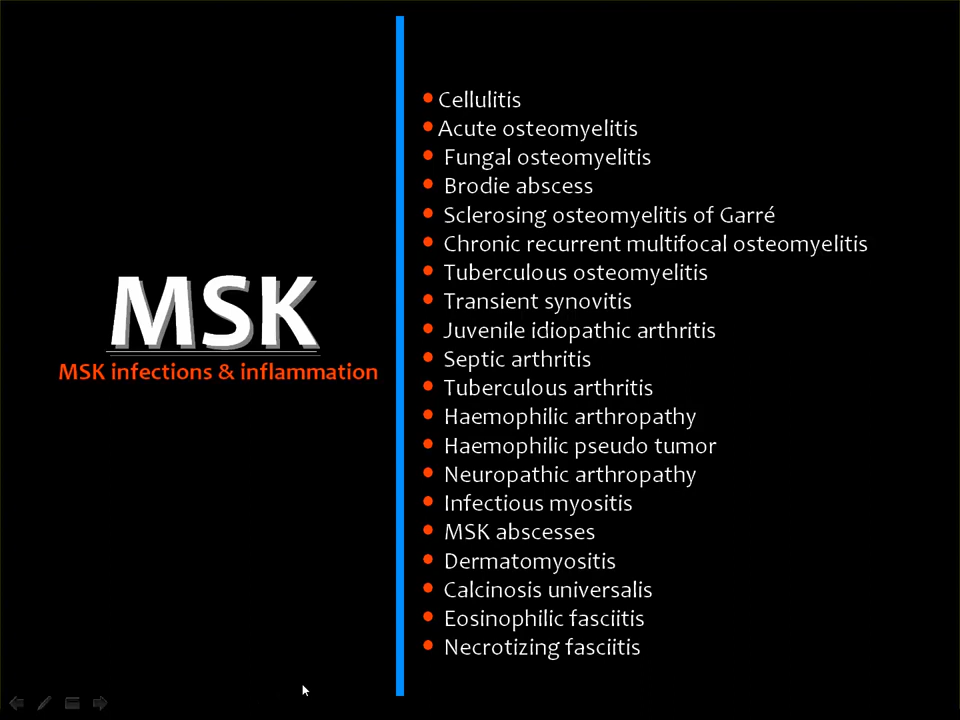 MSK
MSK infections & inflammation
• Cellulitis
• Acute osteomyelitis
• Fungal osteomyelitis
• Brodie abscess
• Sclerosing osteomyelitis of Garré
• Chronic recurrent multifocal osteomyelitis
• Tuberculous osteomyelitis
• Transient synovitis
• Juvenile idiopathic arthritis
• Septic arthritis
• Tuberculous arthritis
• Haemophilic arthropathy
• Haemophilic pseudo tumor
• Neuropathic arthropathy
• Infectious myositis
• MSK abscesses
• Dermatomyositis
• Calcinosis universalis
• Eosinophilic fasciitis
• Necrotizing fasciitis